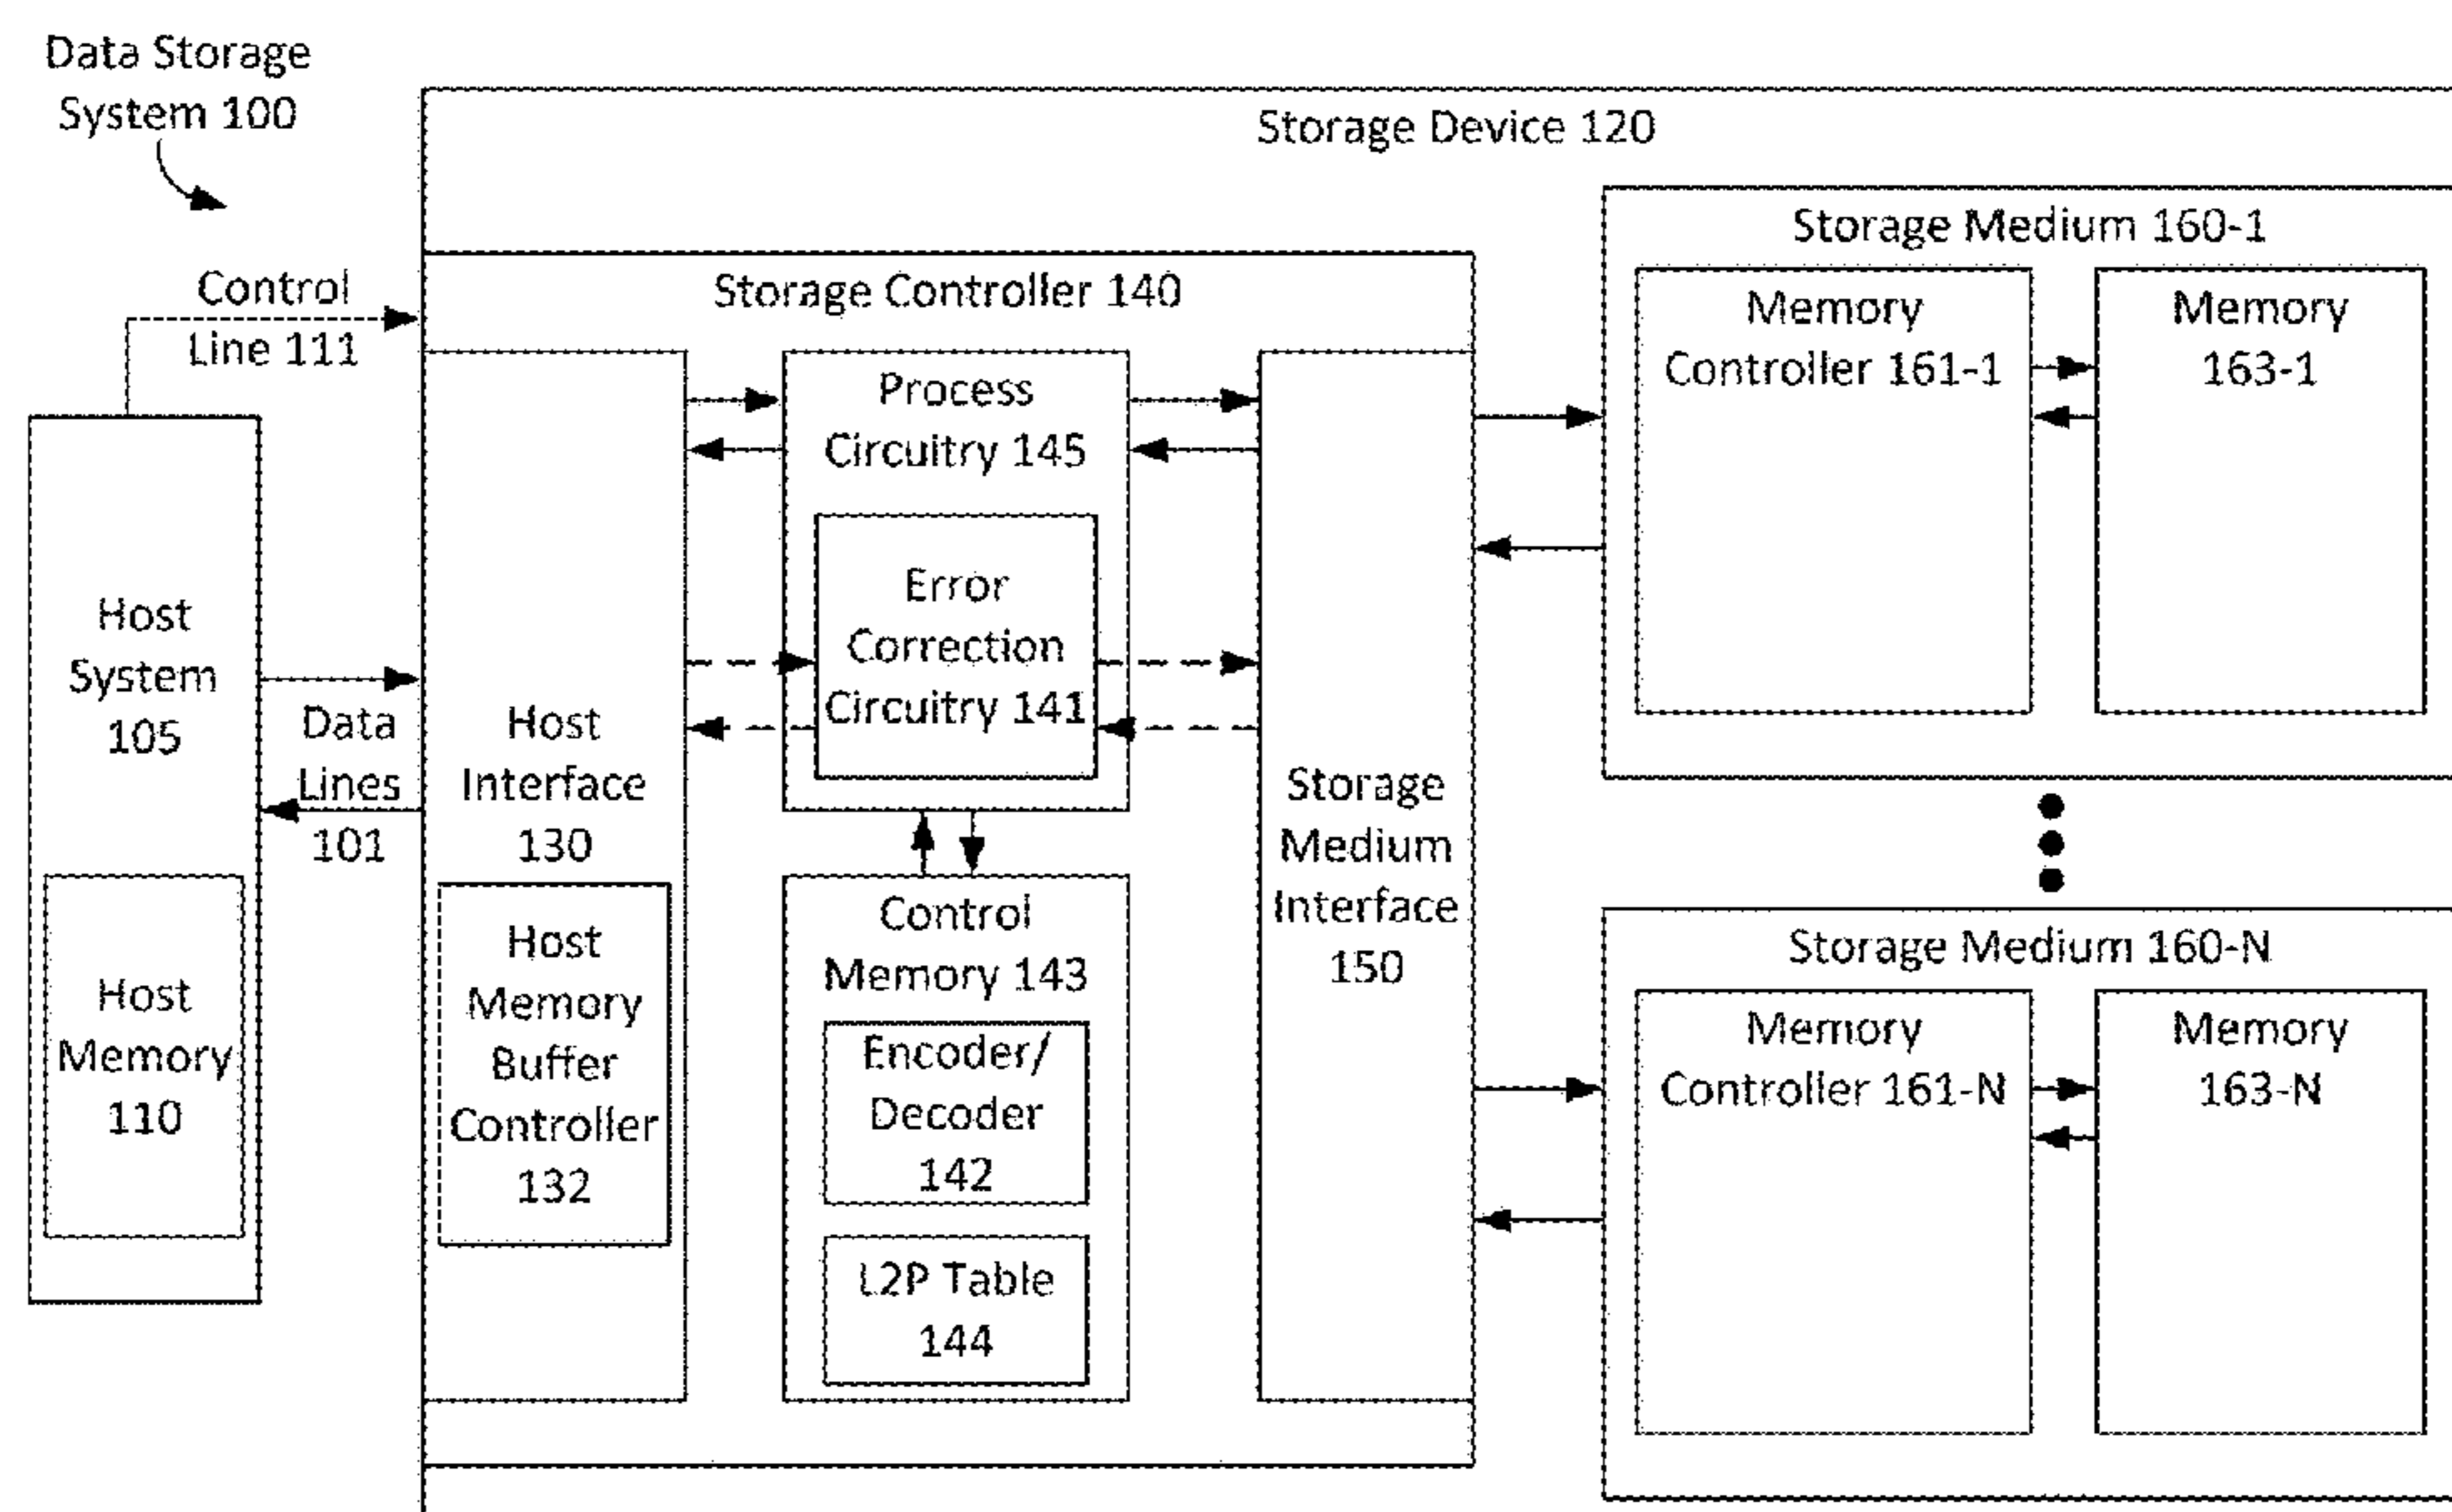 Data Storage
System 100
Storage Device 120
Control
Line 111
Host
System
105
Host
Memory
110
Data
Lines
101
Storage Controller 140
Host
Interface
130
Host
Memory
Buffer
Controller
132
Process
Circuitry 145
Error
Correction
Circuitry 141
Control
Memory 143
Encoder/
Decoder
142
L2P Table
144
Storage
Medium
Interface
150
Storage Medium 160-1
Memory
Controller 161-1
Memory
163-1
Storage Medium 160-N
Memory
Controller 161-N
Memory
163-N